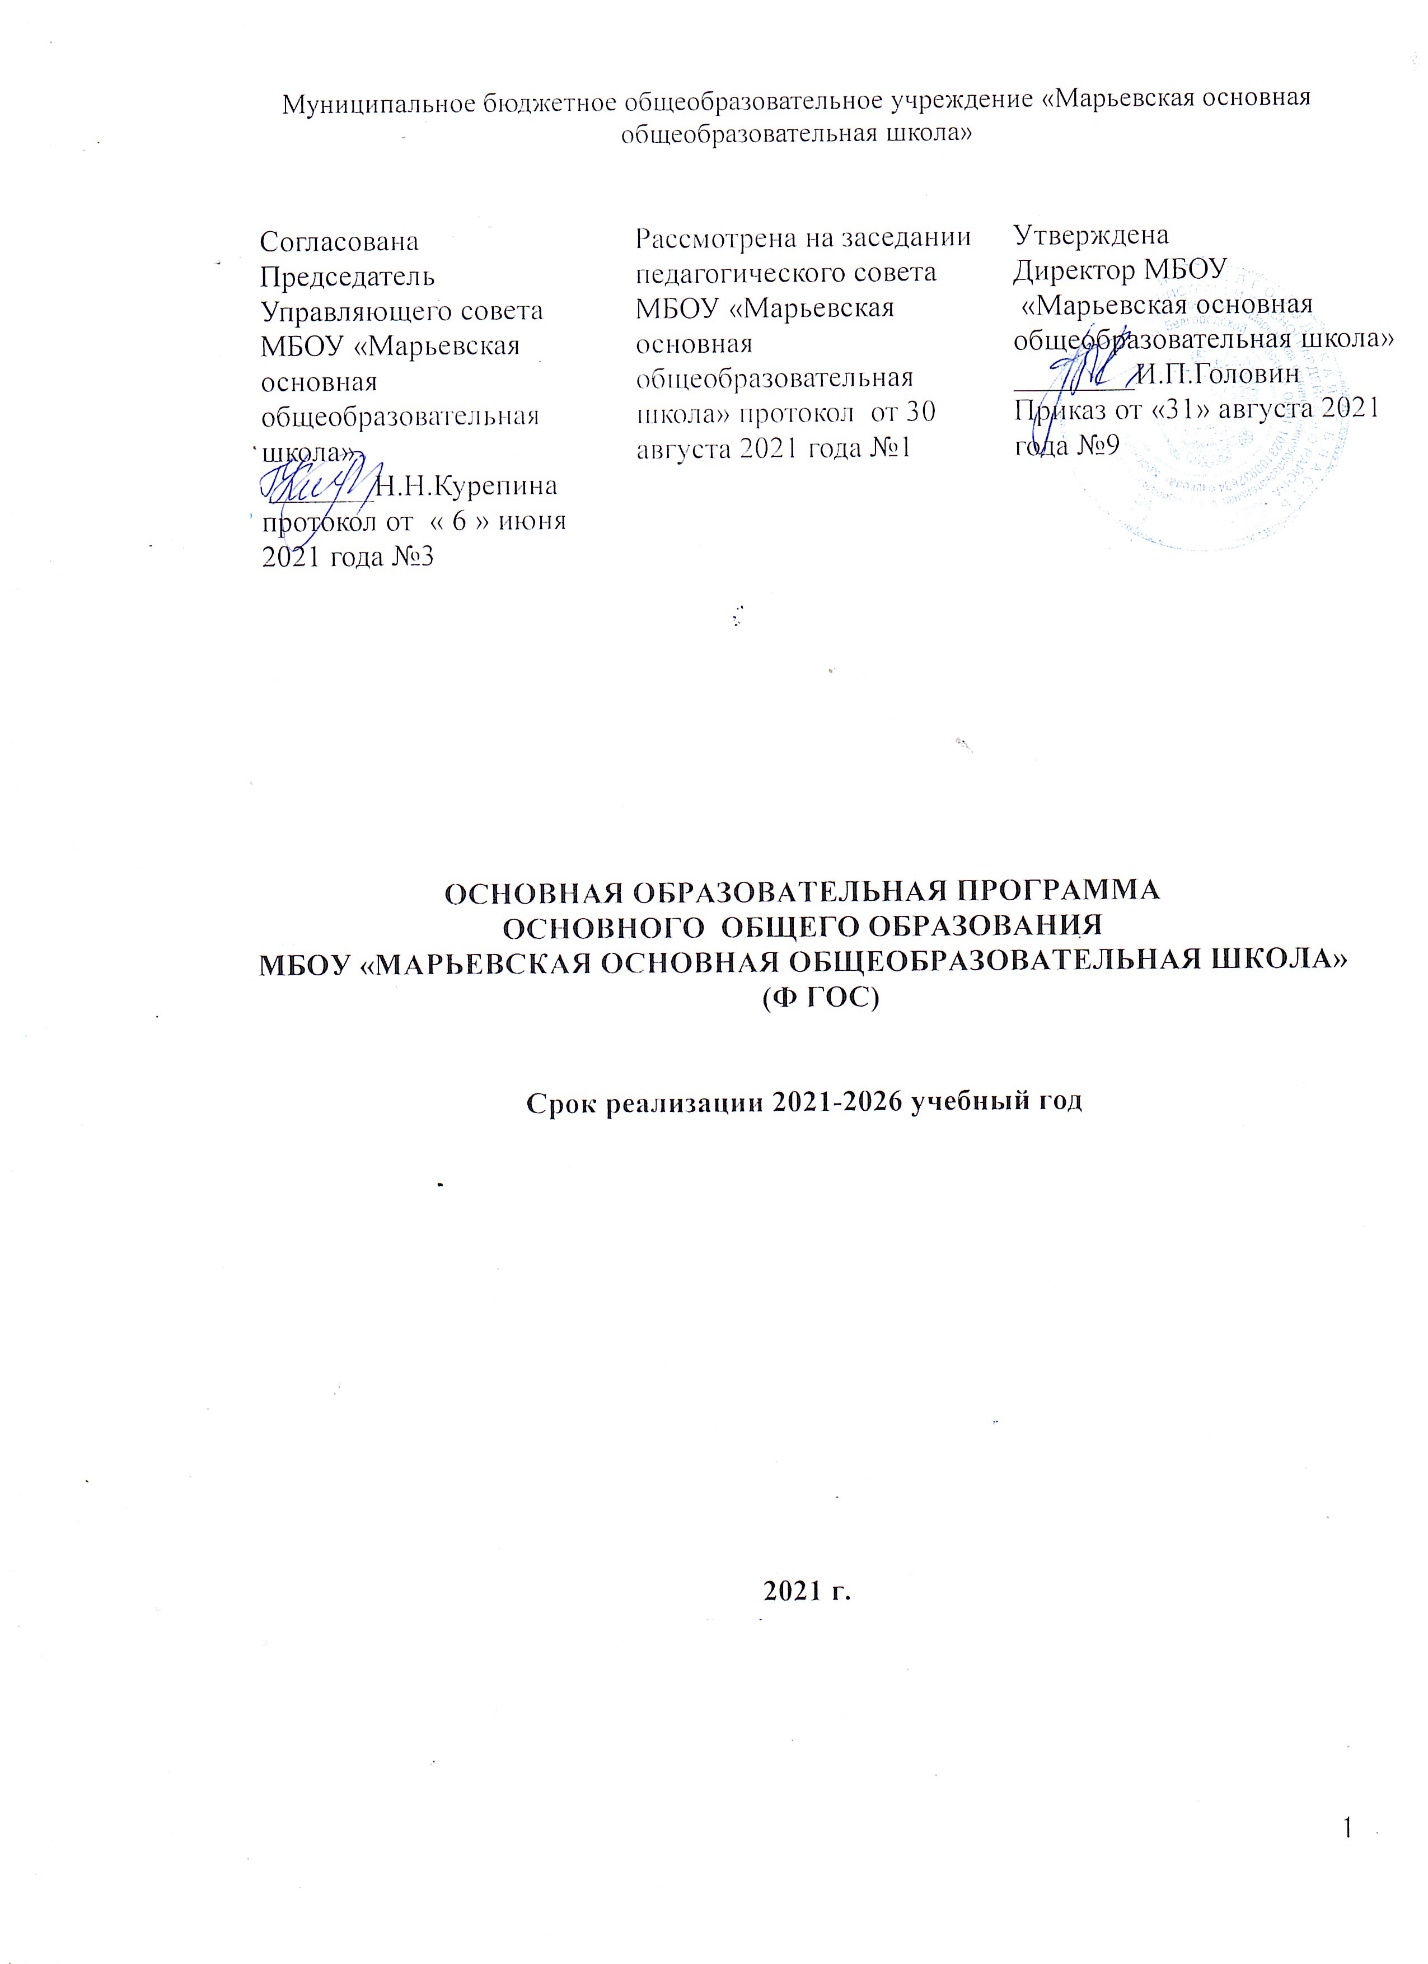 Муниципальное бюджетное общеобразовательное учреждение «Марьевская основная
общеобразовательная школа»
Согласована
Председатель
Управляющего совета
МБОУ «Марьевская
основная
общеобразовательная
школа»
________Н.Н.Курепина
протокол от « 6 » июня
2021 года №3
Рассмотрена на заседании
педагогического совета
МБОУ «Марьевская
основная
общеобразовательная
школа» протокол от 30
августа 2021 года №1
Утверждена
Директор МБОУ
«Марьевская основная
общеобразовательная школа»
________И.П.Головин
Приказ от «31» августа 2021
года №9
ОСНОВНАЯ ОБРАЗОВАТЕЛЬНАЯ ПРОГРАММА
ОСНОВНОГО ОБЩЕГО ОБРАЗОВАНИЯ
МБОУ «МАРЬЕВСКАЯ ОСНОВНАЯ ОБЩЕОБРАЗОВАТЕЛЬНАЯ ШКОЛА»
(Ф ГОС)
Срок реализации 2021-2026 учебный год
2021 г.
1